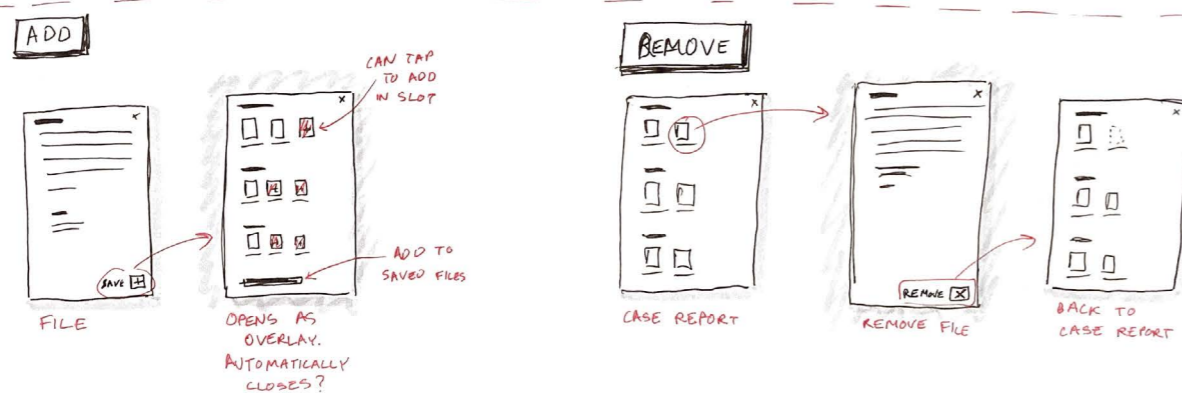 ADD
CAN TAP
TO ADD
IN SLOT
SAVE
ADD TO
SAVED FILES
FILE
OPENS AS
OVERLAY.
AUTOMATICALLY
CLOSES?
REMOVE
REMOVE
CASE REPORT
REMOVE FILE
BACK TO
CASE REPORT